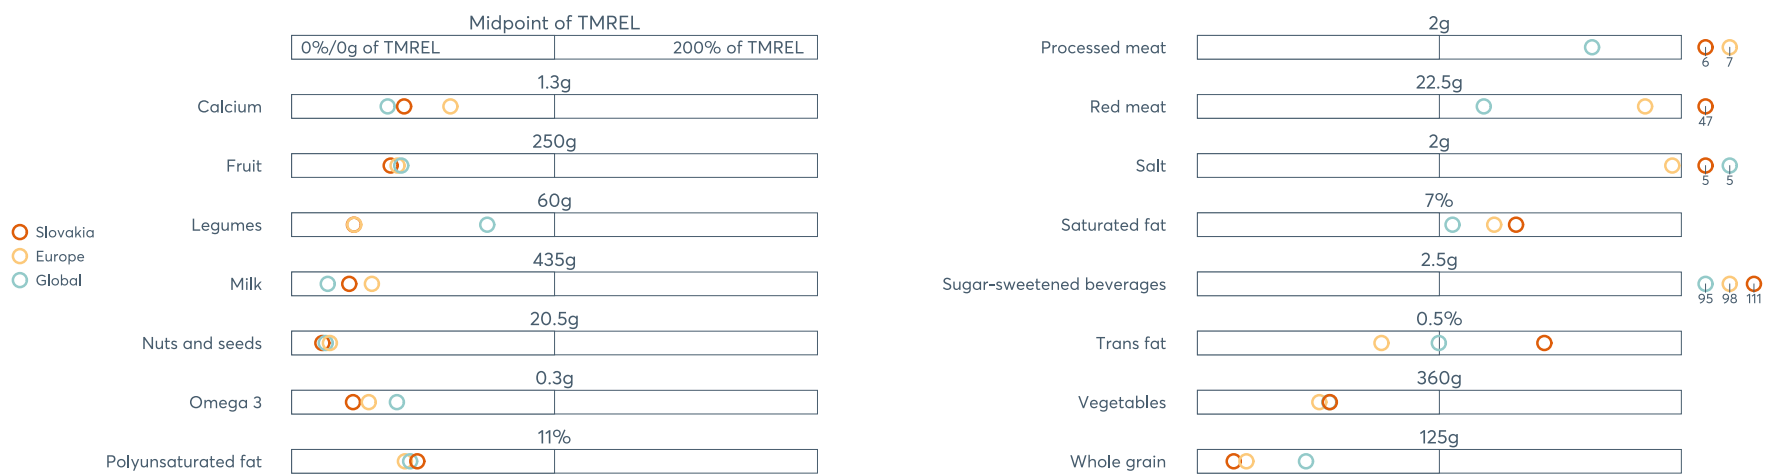 Midpoint of TMREL
0%/0g of TMREL
200% of TMREL
1.3g
Calcium
250g
Fruit
60g
Legumes
435g
Milk
20.5g
Nuts and seeds
0.3g
Omega 3
11%
Polyunsaturated fat
Slovakia
Europe
Global
2g
Processed meat
6 7
22.5g
Red meat
47
2g
Salt
5 5
7%
Saturated fat
2.5g
Sugar-sweetened beverages
95 98 111
0.5%
Trans fat
360g
Vegetables
125g
Whole grain